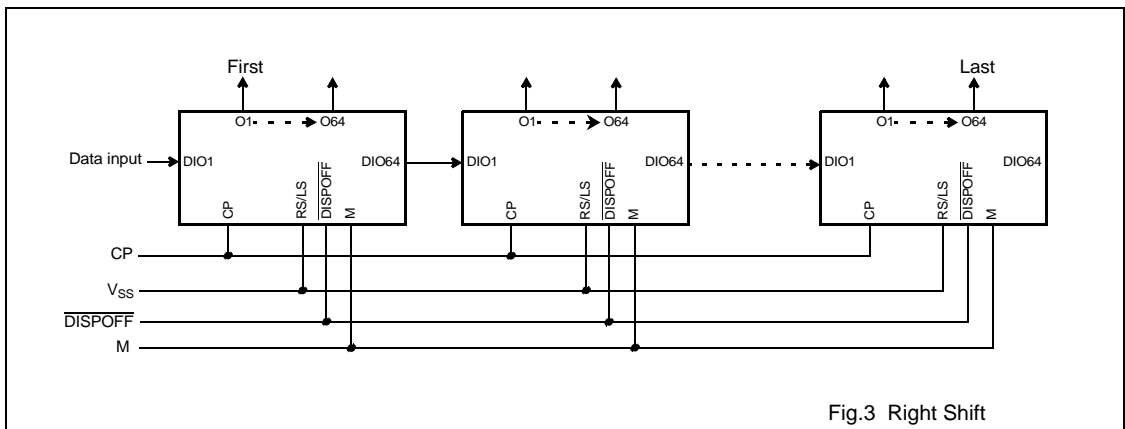 First Last
O1 O64 O1 O64 O1 O64
Data input DIO1 DIO64 DIO1 DIO64 DIO1
CP RS/LS DISPOFF M CP RS/LS DISPOFF M CP RS/LS DISPOFF M
CP
VSS
DISPOFF
M
Fig.3 Right Shift